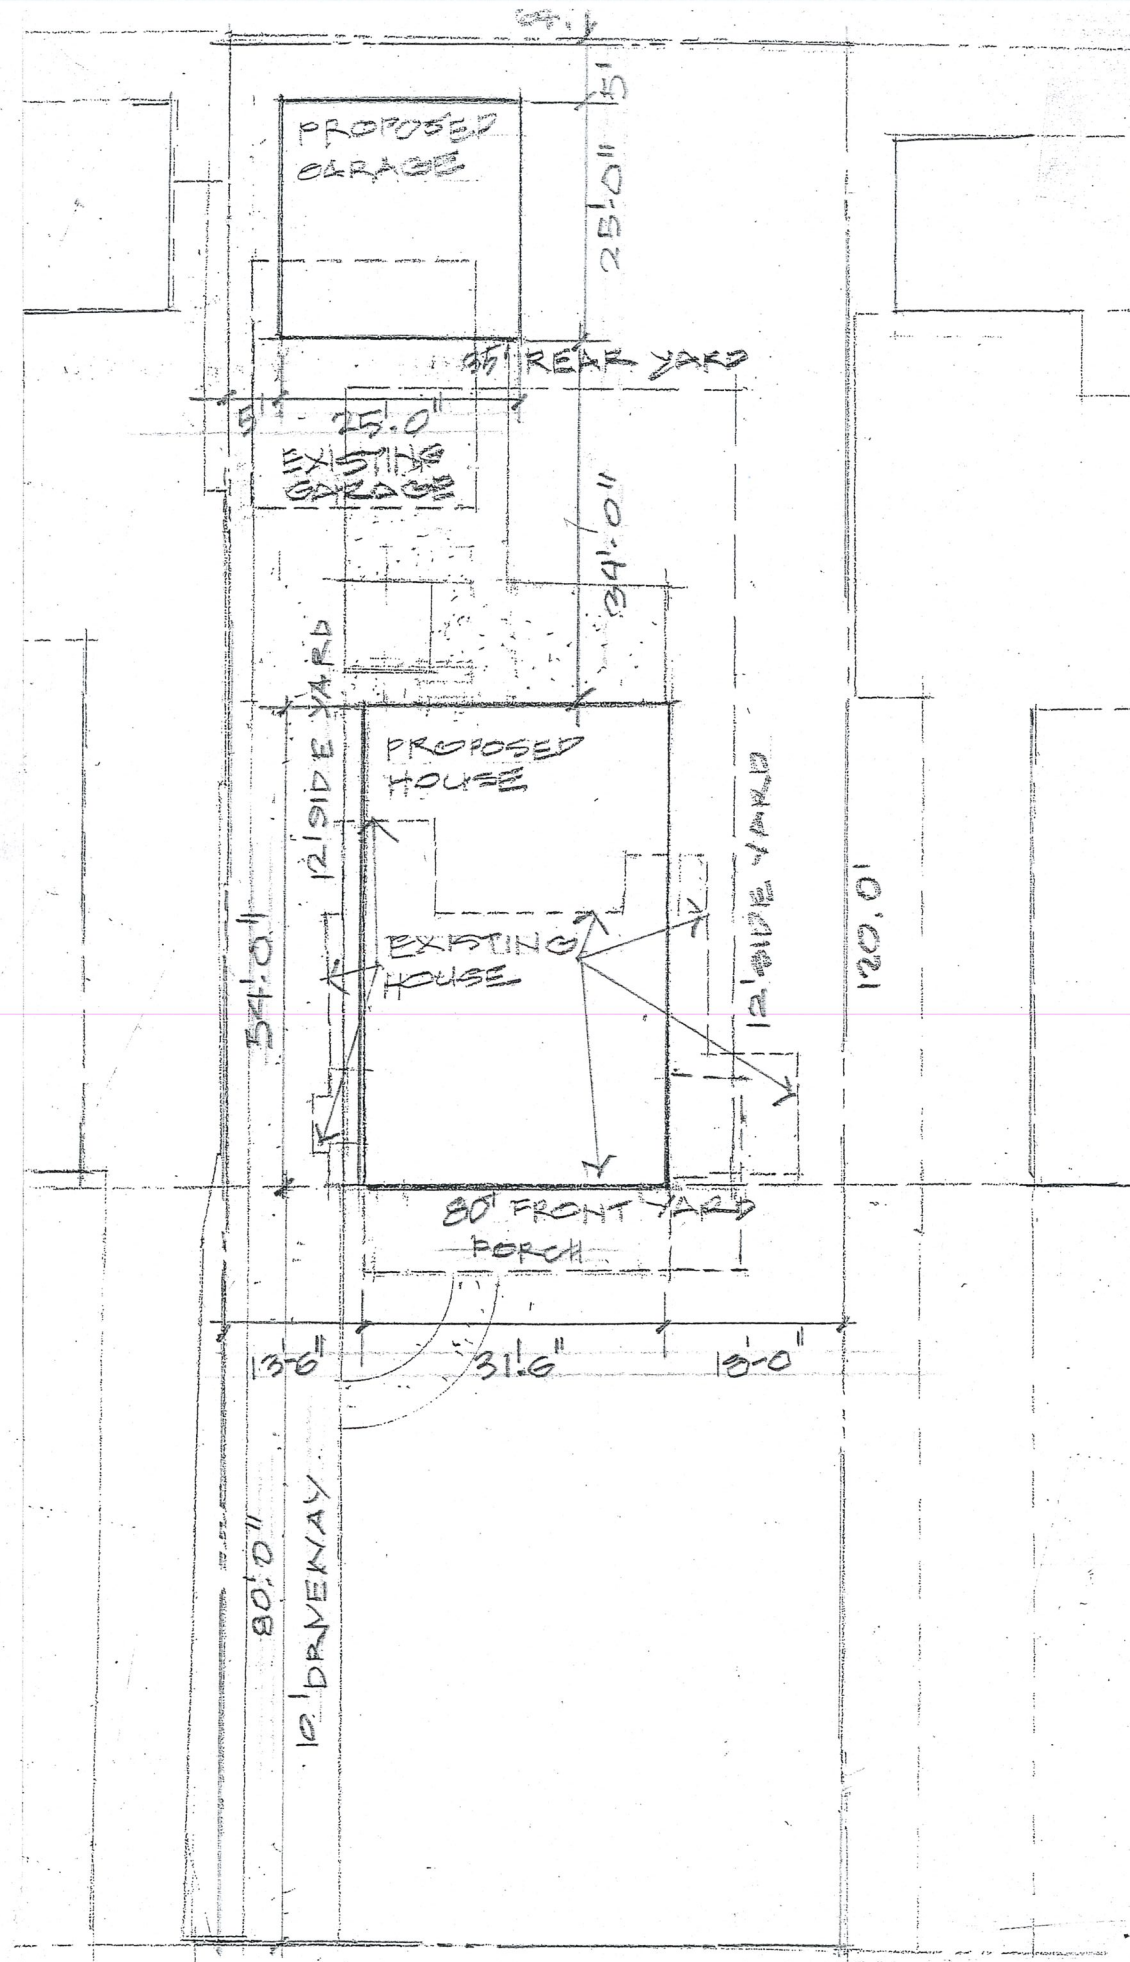 5'
PROPOSED
GARAGE
25'-0"
35' REAR YARD
5'
25'-0"
EXISTING
GARAGE
34'-0"
12' SIDE YARD
PROPOSED
HOUSE
12' SIDE YARD
120.0'
EXISTING
HOUSE
54'-0"
80' FRONT YARD
PORCH
13'-6"
31'-6"
19'-0"
80'-0"
10' DRIVEWAY